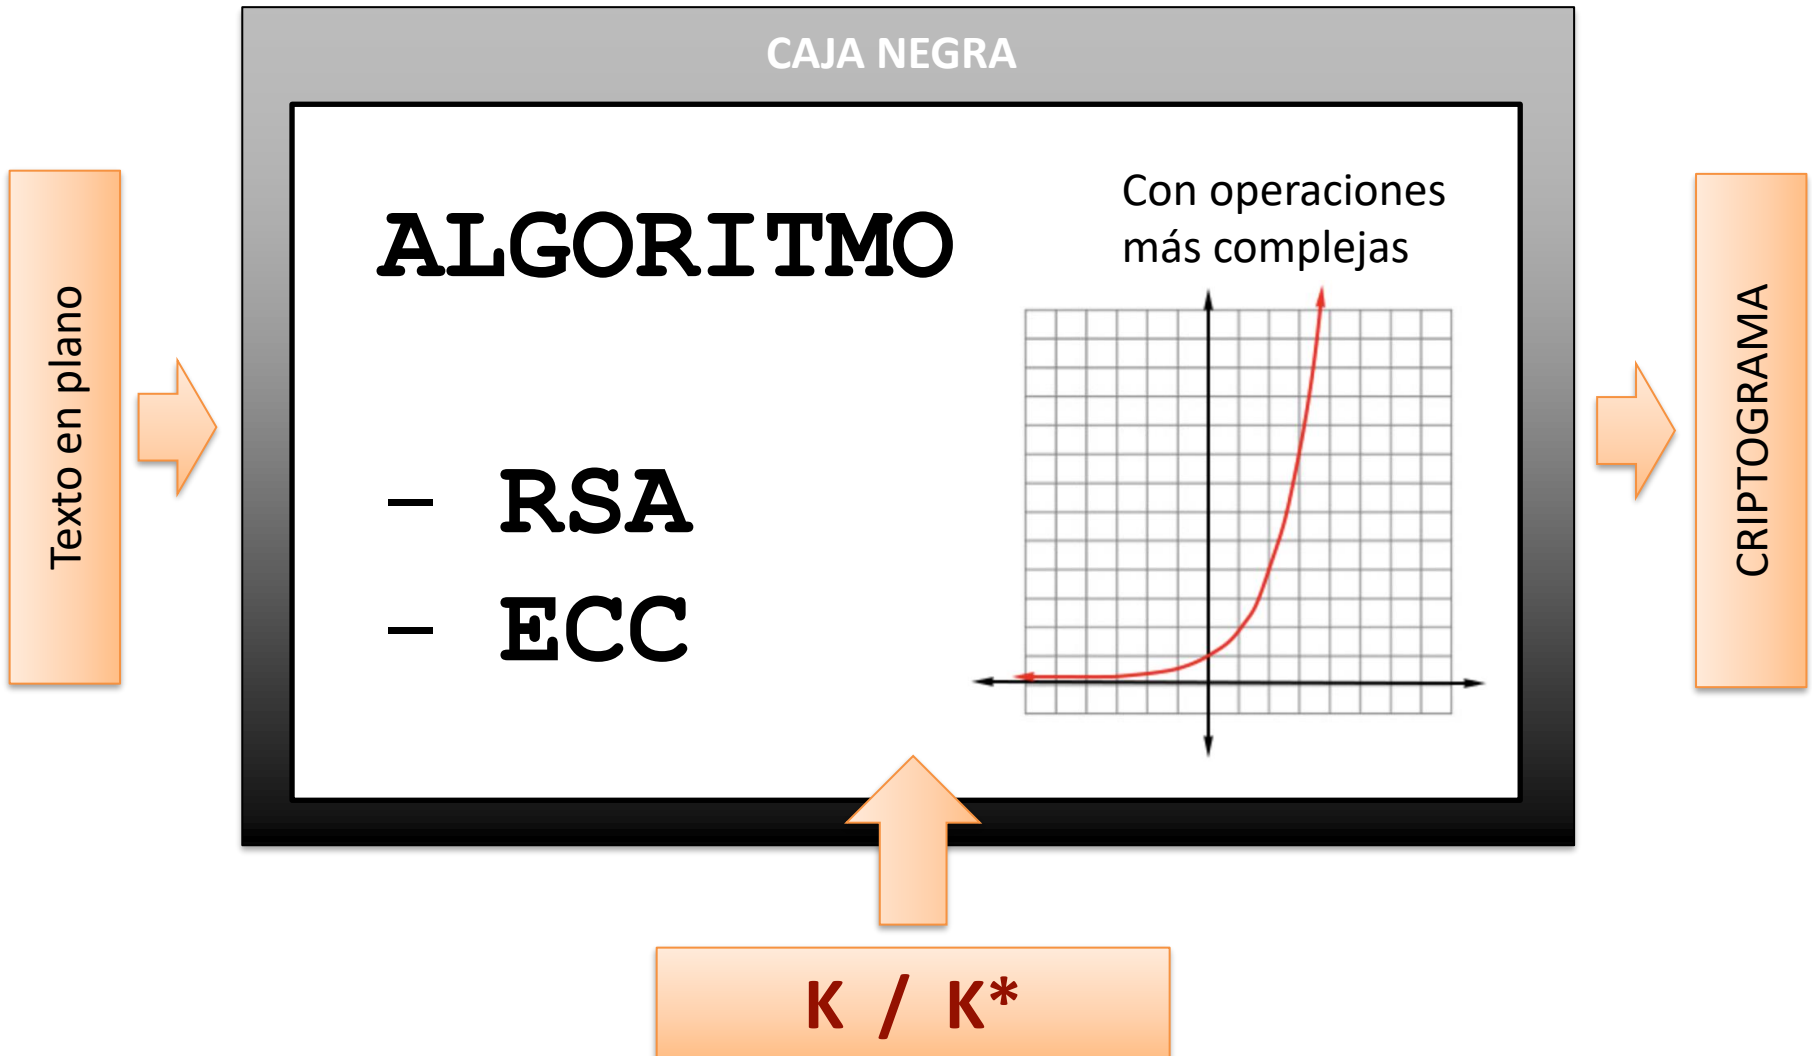 CAJA NEGRA
Texto en plano
ALGORITMO
Con operaciones
más complejas
- RSA
- ECC
CRIPTOGRAMA
K / K*